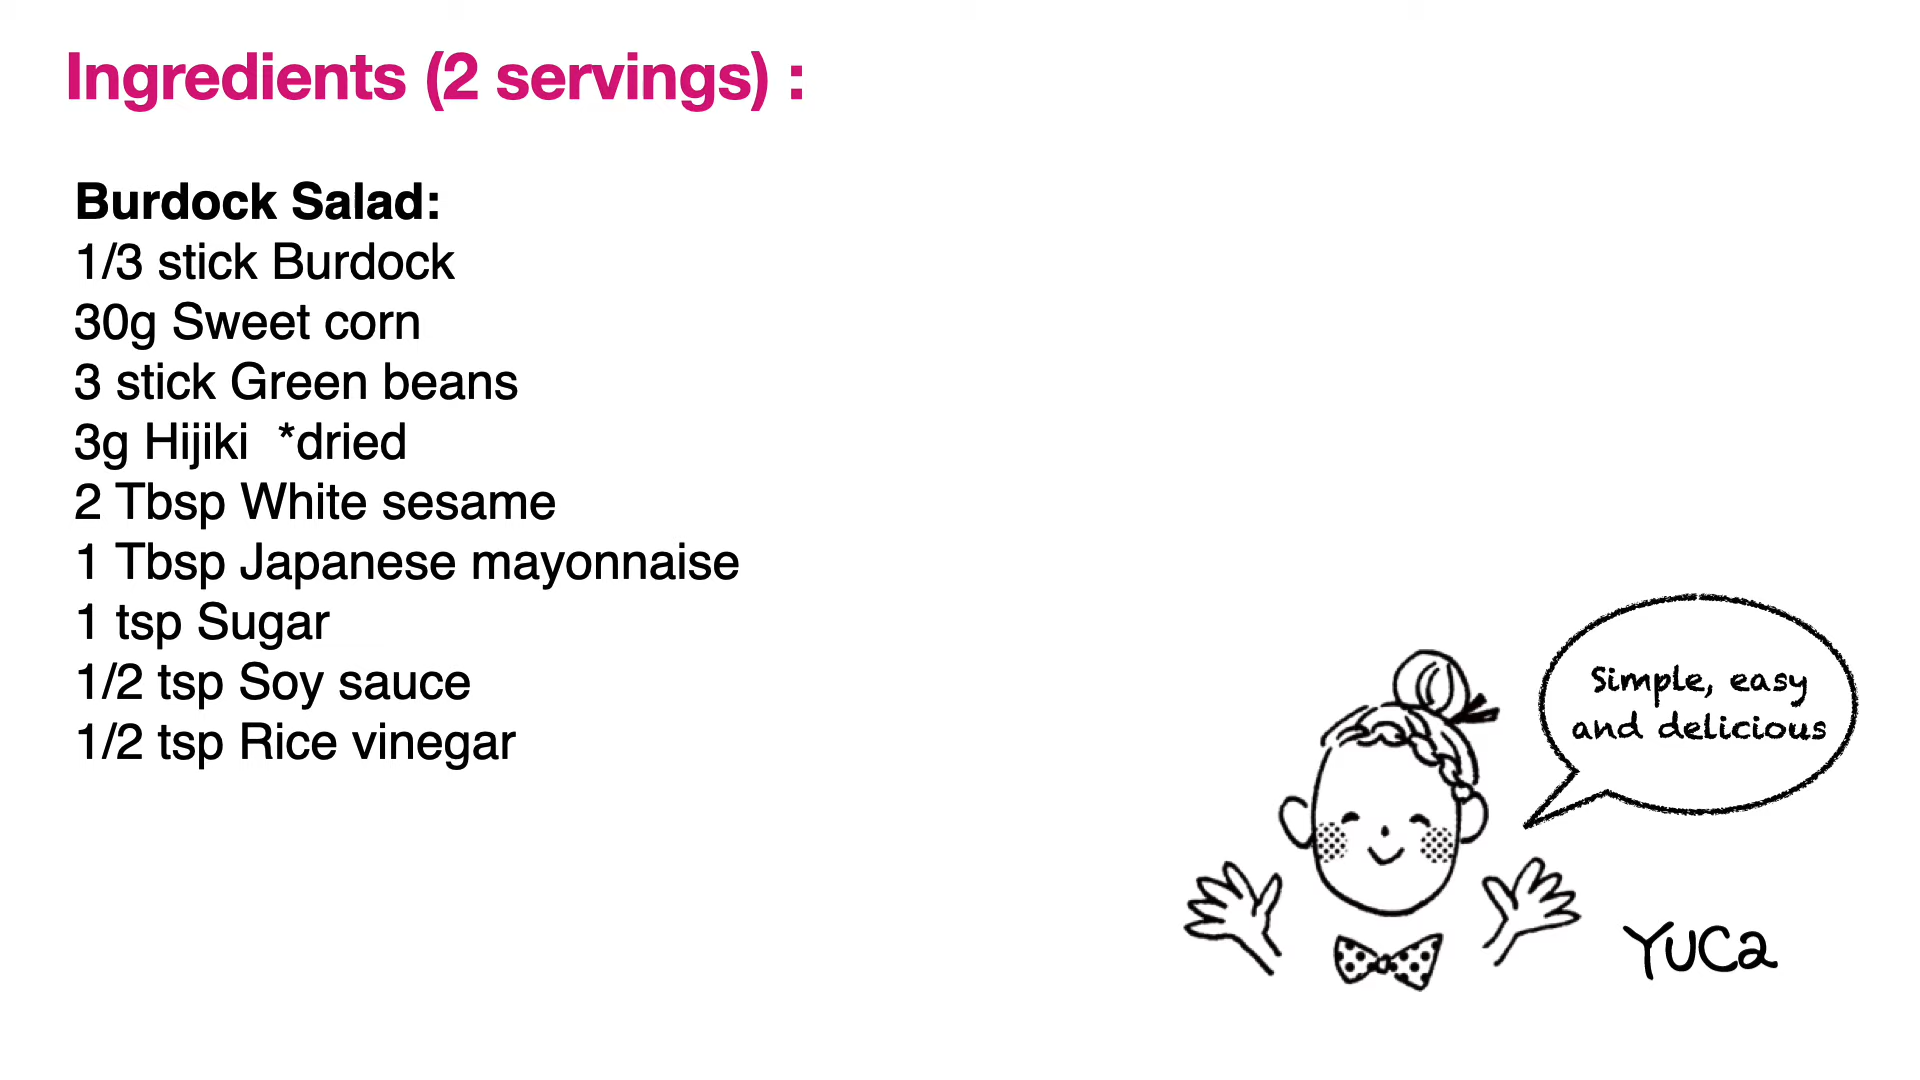 Ingredients (2 servings) :
Burdock Salad:
1/3 stick Burdock
30g Sweet corn
3 stick Green beans
3g Hijiki  *dried
2 Tbsp White sesame
1 Tbsp Japanese mayonnaise
1 tsp Sugar
1/2 tsp Soy sauce
1/2 tsp Rice vinegar
Simple, easy
and delicious
YUCa